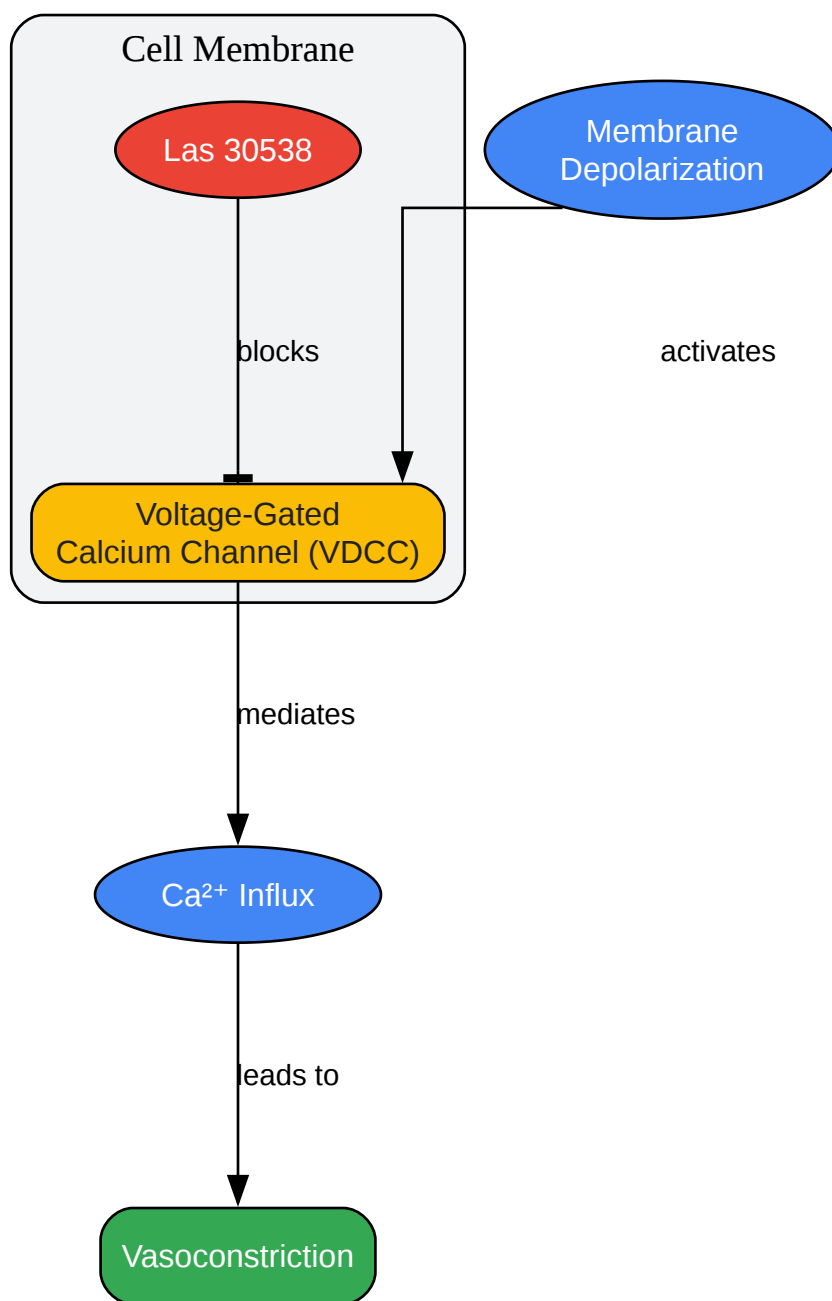 Cell Membrane
Las 30538
Membrane
Depolarization
blocks
activates
Voltage-Gated
Calcium Channel (VDCC)
mediates
Ca²⁺ Influx
leads to
Vasoconstriction